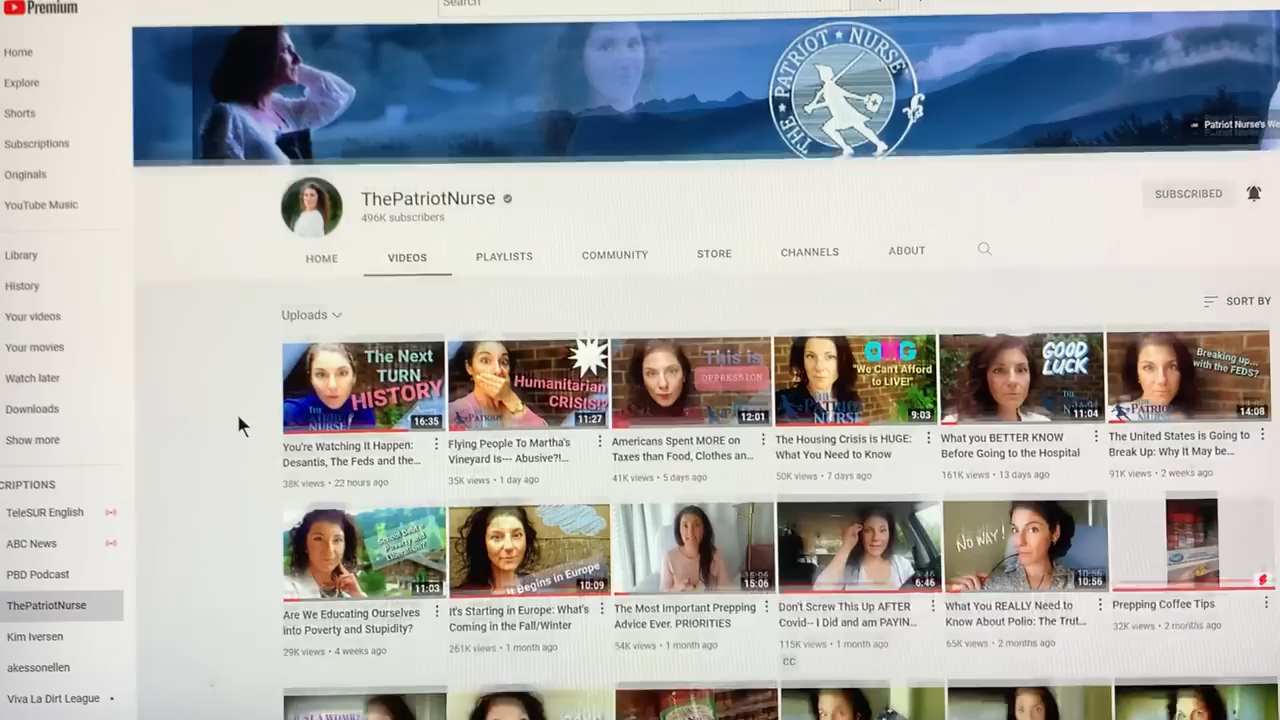 Premium
Search
Home
Explore
Shorts
Subscriptions
Originals
YouTube Music
Library
History
Your videos
Your movies
Watch later
Downloads
Show more
CRIPTIONS
TeleSUR English
ABC News
PBD Podcast
ThePatriotNurse
Kim Iversen
akessonellen
Viva La Dirt League
THE PATRIOT NURSE
Patriot Nurse's We
ThePatriotNurse
496K subscribers
SUBSCRIBED
HOME
VIDEOS
PLAYLISTS
COMMUNITY
STORE
CHANNELS
ABOUT
Uploads
SORT BY
The Next
TURN
HISTORY
THE
NURSE
16:35
You're Watching It Happen:
Desantis, The Feds and the...
38K views • 22 hours ago
Humanitarian
CRISIS!?
11:27
Flying People To Martha's
Vineyard Is--- Abusive?!...
35K views • 1 day ago
This is
OPPRESSION
12:01
Americans Spent MORE on
Taxes than Food, Clothes an...
41K views • 5 days ago
OMG
"We Can't Afford
to LIVE!"
9:03
The Housing Crisis is HUGE:
What You Need to Know
50K views • 7 days ago
GOOD
LUCK
11:04
What you BETTER KNOW
Before Going to the Hospital
161K views • 13 days ago
Breaking up...
with the FEDS?
14:08
The United States is Going to
Break Up: Why It May be...
91K views • 2 weeks ago
School Debt,
Poverty and
11:03
Are We Educating Ourselves
into Poverty and Stupidity?
29K views • 4 weeks ago
It Begins in Europe
10:09
It's Starting in Europe: What's
Coming in the Fall/Winter
261K views • 1 month ago
15:06
The Most Important Prepping
Advice Ever. PRIORITIES
54K views • 1 month ago
6:46
Don't Screw This Up AFTER
Covid-- I Did and am PAYIN...
115K views • 1 month ago
CC
NO WAY!
10:56
What You REALLY Need to
Know About Polio: The Trut...
65K views • 2 months ago
Prepping Coffee Tips
32K views • 2 months ago